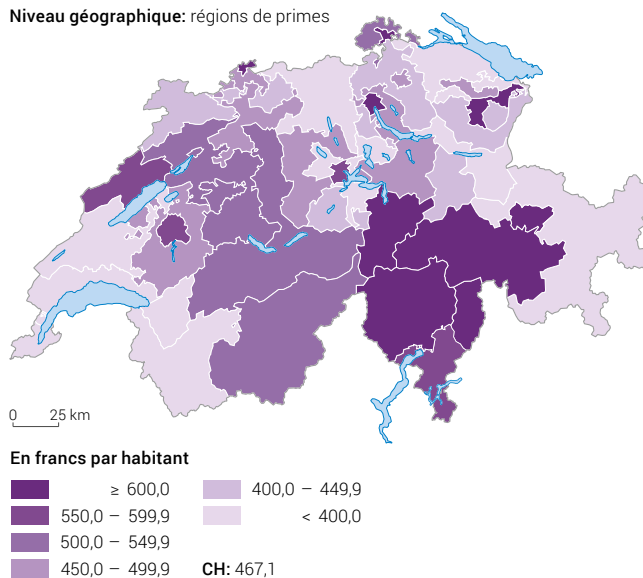 Niveau géographique: régions de primes
0 25 km
En francs par habitant
≥ 600,0
550,0 – 599,9
500,0 – 549,9
450,0 – 499,9
400,0 – 449,9
< 400,0
CH: 467,1